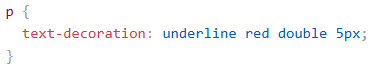 p {
  text-decoration: underline red double 5px;
}